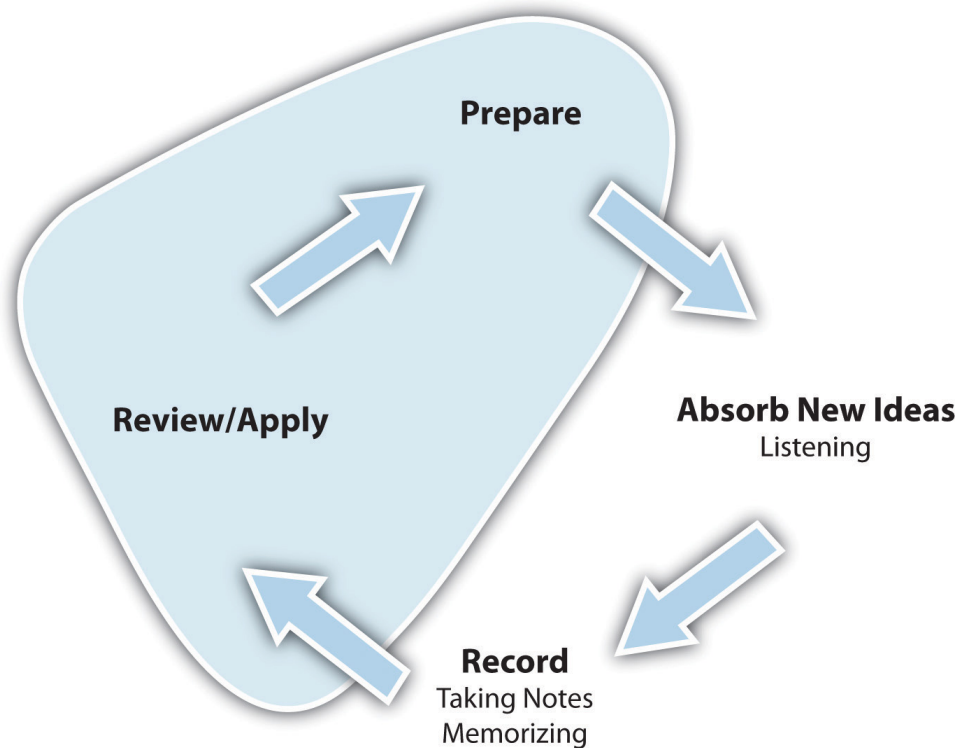 Prepare
Absorb New Ideas
Listening
Record
Taking Notes
Memorizing
Review/Apply